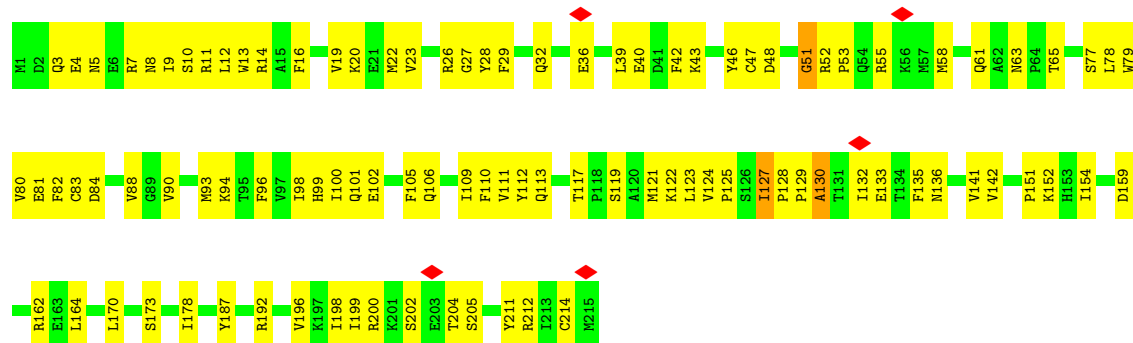 M1 D2 Q3 E4 N5 E6 R7 N8 I9 S10 R11 L12 W13 R14 A15 F16 V19 K20 E21 M22 V23 R26 G27 Y28 F29 Q32 E36 L39 E40 D41 F42 K43 Y46 C47 D48 G51 R52 P53 Q54 R55 K56 M57 M58 Q61 A62 N63 P64 T65 S77 L78 W79
V80 E81 F82 C83 D84 V88 G89 V90 M93 K94 T95 F96 V97 I98 H99 I100 Q101 E102 F105 Q106 I109 F110 V111 Y112 Q113 T117 P118 S119 A120 M121 K122 L123 V124 P125 S126 I127 P128 P129 A130 T131 I132 E133 T134 F135 N136 V141 V142 P151 K152 H153 I154 D159
R162 E163 L164 L170 S173 I178 Y187 R192 V196 K197 I198 I199 R200 K201 S202 E203 T204 S205 Y211 R212 I213 C214 M215